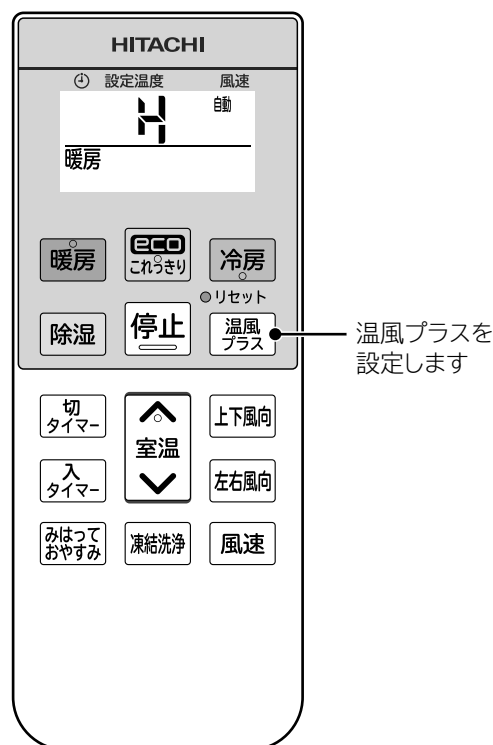 HITACHI
設定温度 風速
H 自動
暖房
暖房
eco
これっきり
冷房
リセット
除湿
停止
温風
プラス
温風プラスを
設定します
切
タイマー
室温
上下風向
入
タイマー
左右風向
みはって
おやすみ
凍結洗浄
風速